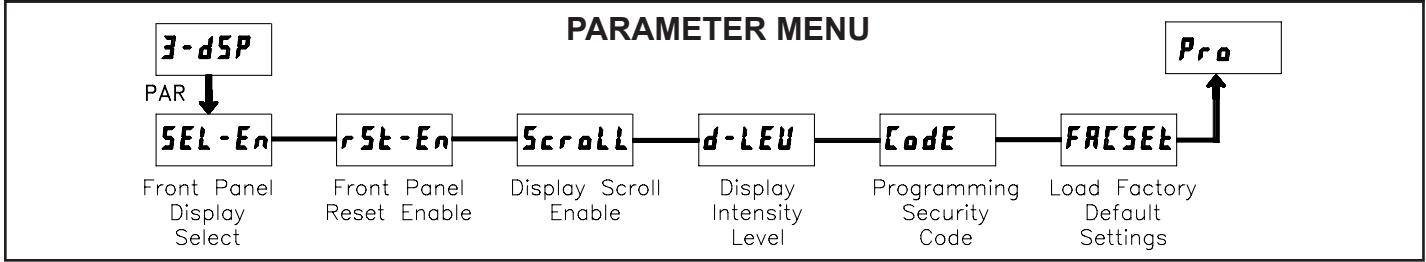 PARAMETER MENU
3-dSP
Pro
PAR
SEL-En
rSt-En
ScroLL
d-LEV
CodE
FACSEt
Front Panel
Display
Select
Front Panel
Reset Enable
Display Scroll
Enable
Display
Intensity
Level
Programming
Security
Code
Load Factory
Default
Settings